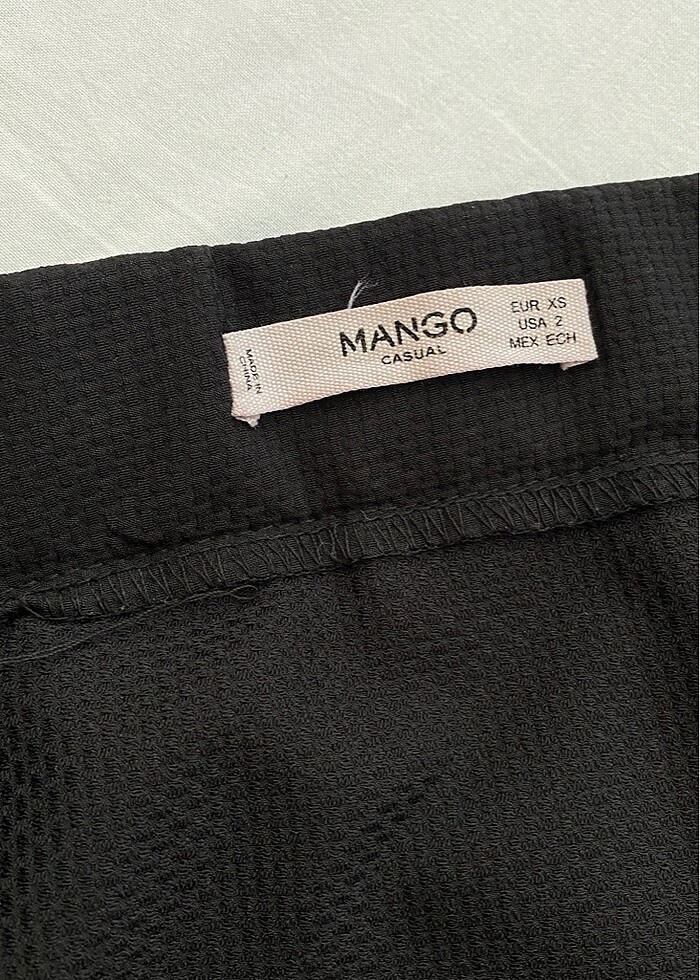 MADE IN
CHINA
MANGO
CASUAL
EUR XS
USA 2
MEX ECH